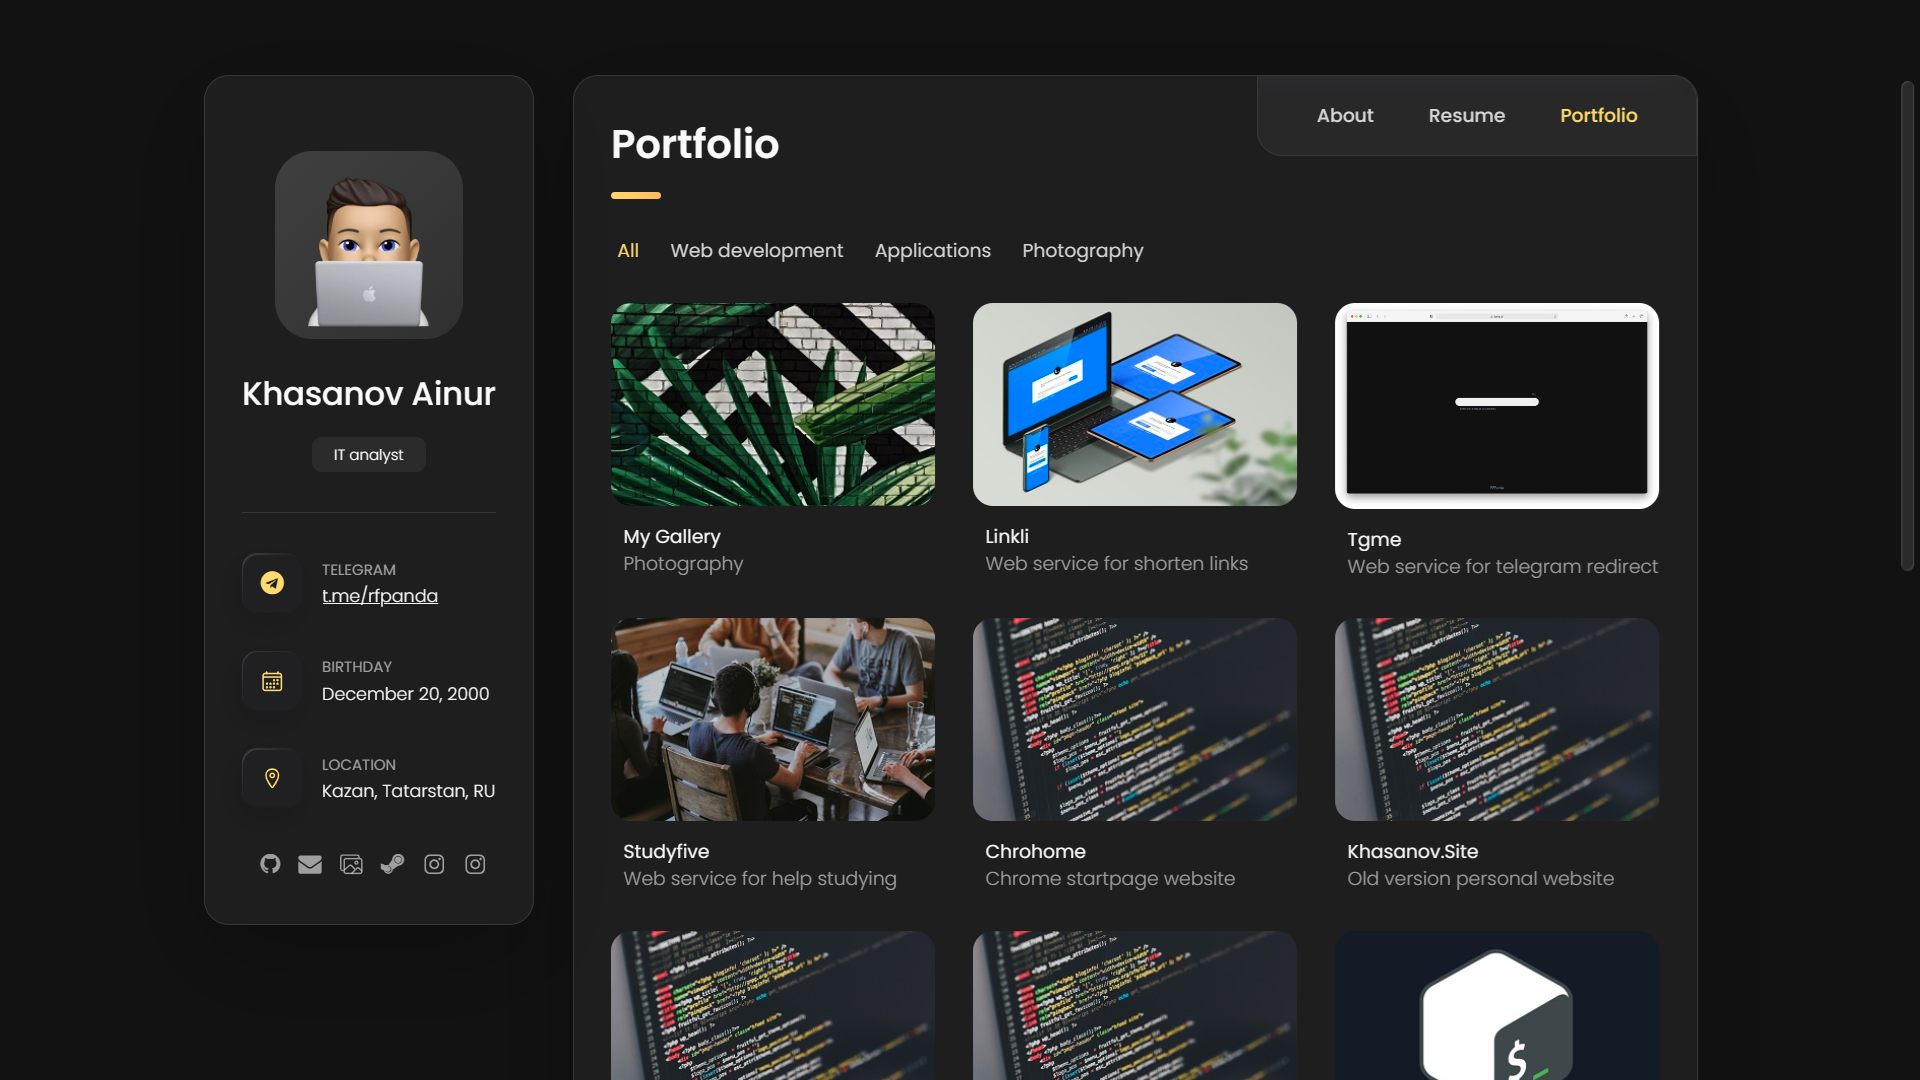 Khasanov Ainur
IT analyst
TELEGRAM
t.me/rfpanda
BIRTHDAY
December 20, 2000
LOCATION
Kazan, Tatarstan, RU
About
Resume
Portfolio
Portfolio
All
Web development
Applications
Photography
My Gallery
Photography
Linkli
Web service for shorten links
Tgme
Web service for telegram redirect
Studyfive
Web service for help studying
Chrohome
Chrome startpage website
Khasanov.Site
Old version personal website
$_